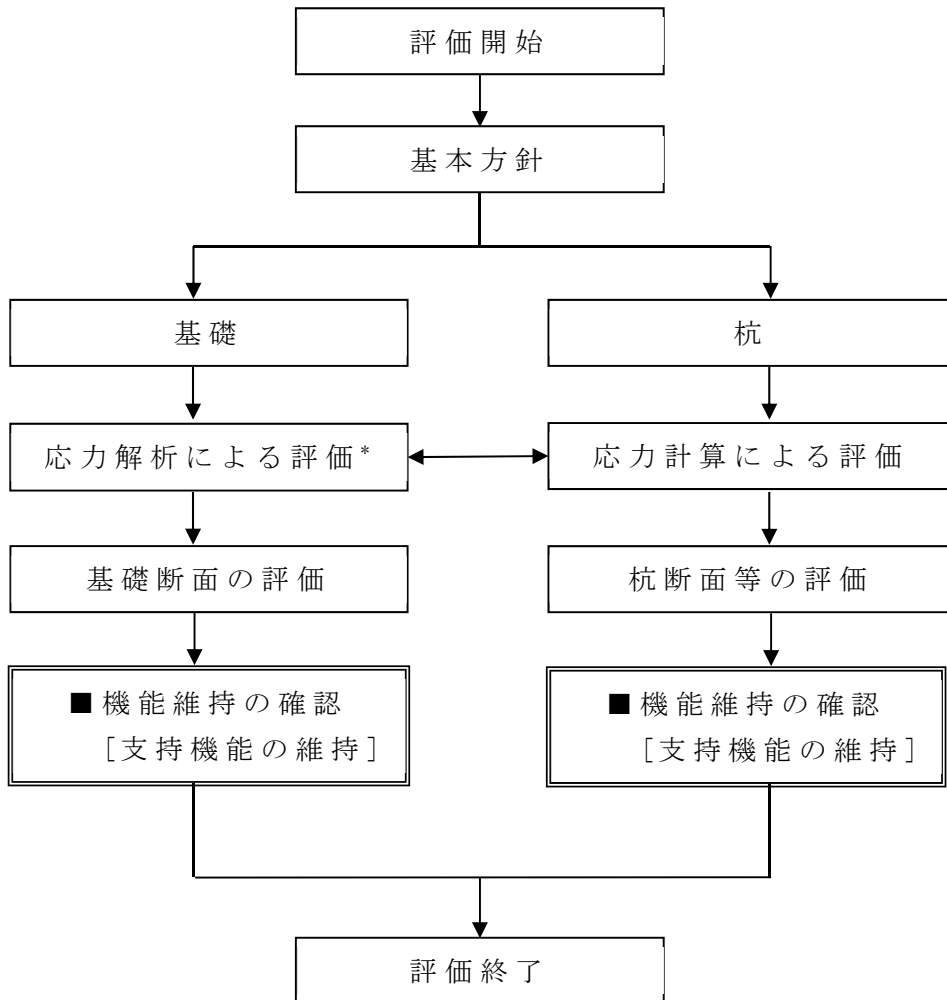 評価開始
基本方針
基礎
杭
応力解析による評価*
応力計算による評価
基礎断面の評価
杭断面等の評価
■機能維持の確認
[支持機能の維持]
■機能維持の確認
[支持機能の維持]
評価終了